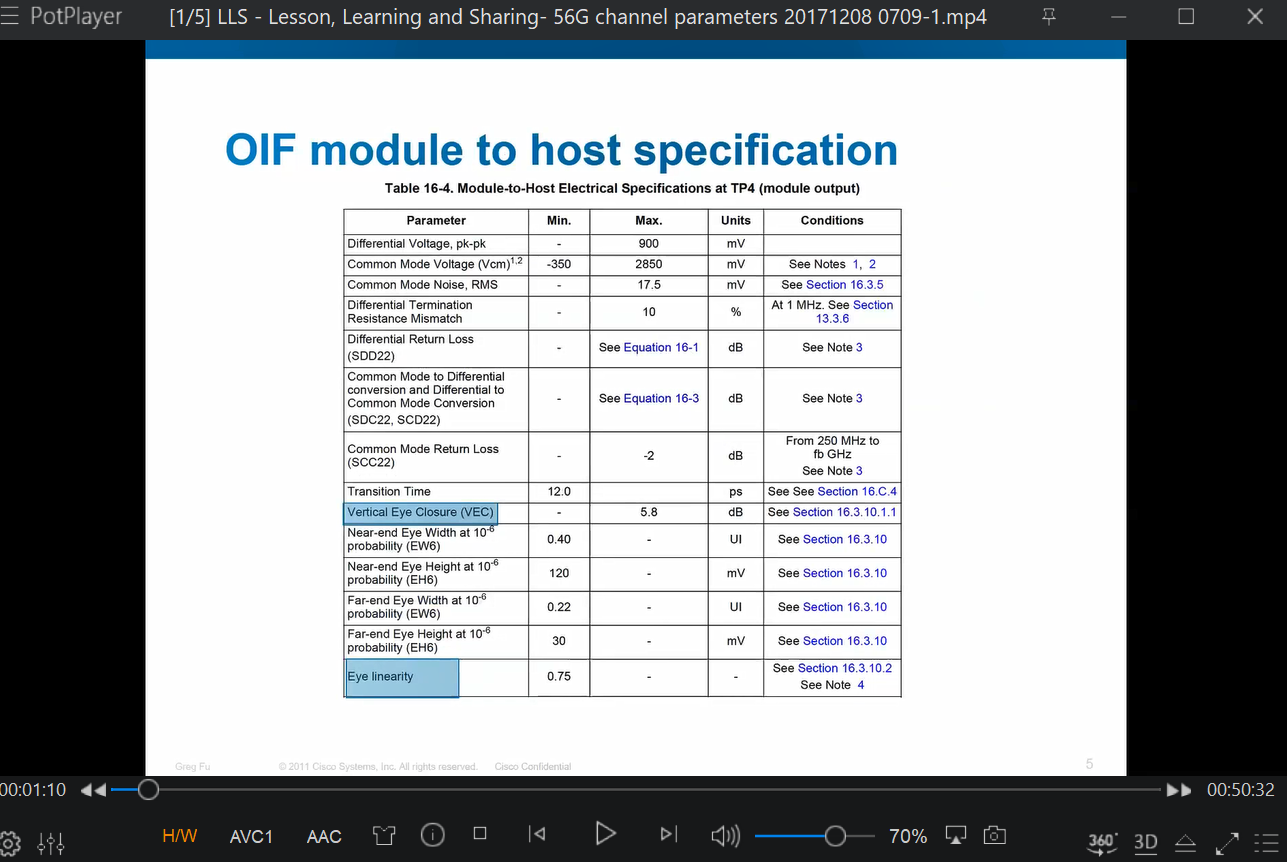 PotPlayer [1/5] LLS - Lesson, Learning and Sharing- 56G channel parameters 20171208 0709-1.mp4
OIF module to host specification
Table 16-4. Module-to-Host Electrical Specifications at TP4 (module output)
Parameter Min. Max. Units Conditions
Differential Voltage, pk-pk - 900 mV
Common Mode Voltage (Vcm)1,2 -350 2850 mV See Notes 1, 2
Common Mode Noise, RMS - 17.5 mV See Section 16.3.5
Differential Termination
Resistance Mismatch - 10 % At 1 MHz. See Section
13.3.6
Differential Return Loss
(SDD22) - See Equation 16-1 dB See Note 3
Common Mode to Differential
conversion and Differential to
Common Mode Conversion
(SDC22, SCD22) - See Equation 16-3 dB See Note 3
Common Mode Return Loss
(SCC22) - -2 dB From 250 MHz to
fb GHz
See Note 3
Transition Time 12.0 ps See See Section 16.C.4
Vertical Eye Closure (VEC) - 5.8 dB See Section 16.3.10.1.1
Near-end Eye Width at 10-6
probability (EW6) 0.40 - UI See Section 16.3.10
Near-end Eye Height at 10-6
probability (EH6) 120 - mV See Section 16.3.10
Far-end Eye Width at 10-6
probability (EW6) 0.22 - UI See Section 16.3.10
Far-end Eye Height at 10-6
probability (EH6) 30 - mV See Section 16.3.10
Eye linearity 0.75 - - See Section 16.3.10.2
See Note 4
Greg Fu © 2011 Cisco Systems, Inc. All rights reserved. Cisco Confidential 5
00:01:10 00:50:32
H/W AVC1 AAC 70% 360° 3D